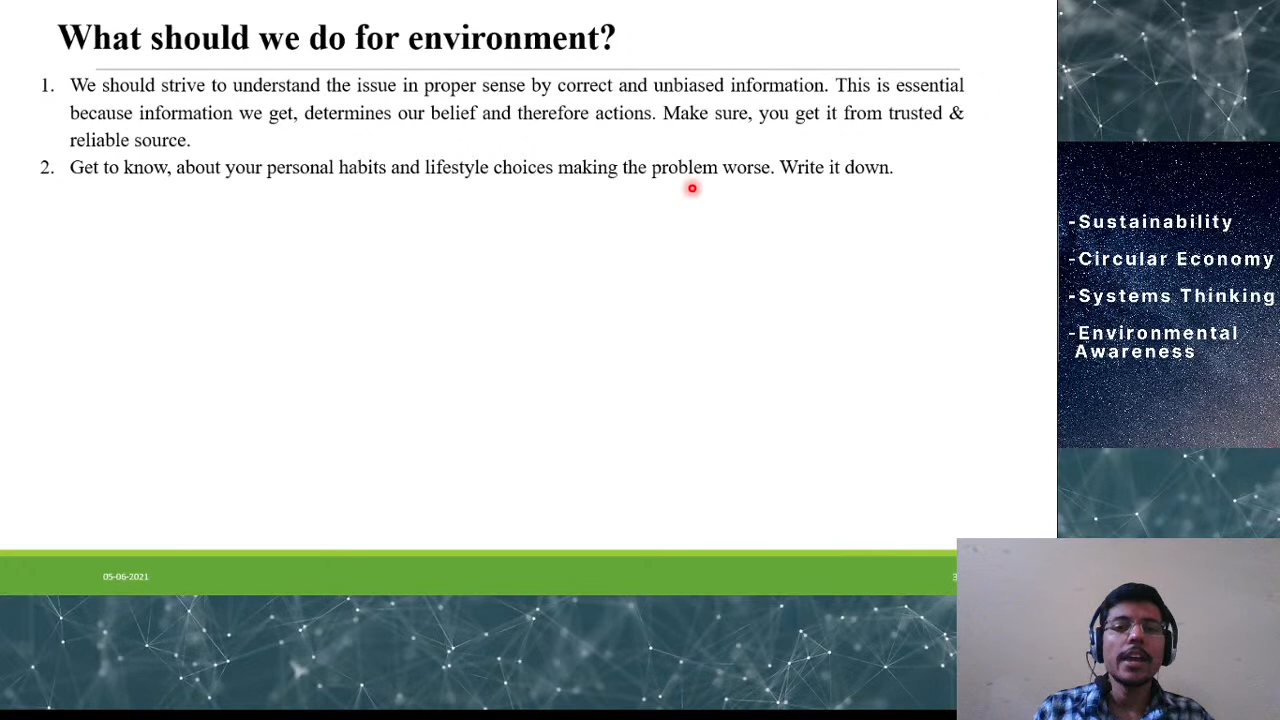 What should we do for environment?
1. We should strive to understand the issue in proper sense by correct and unbiased information. This is essential
because information we get, determines our belief and therefore actions. Make sure, you get it from trusted &
reliable source.
2. Get to know, about your personal habits and lifestyle choices making the problem worse. Write it down.
-Sustainability
-Circular Economy
-Systems Thinking
-Environmental
Awareness
05-06-2021
3